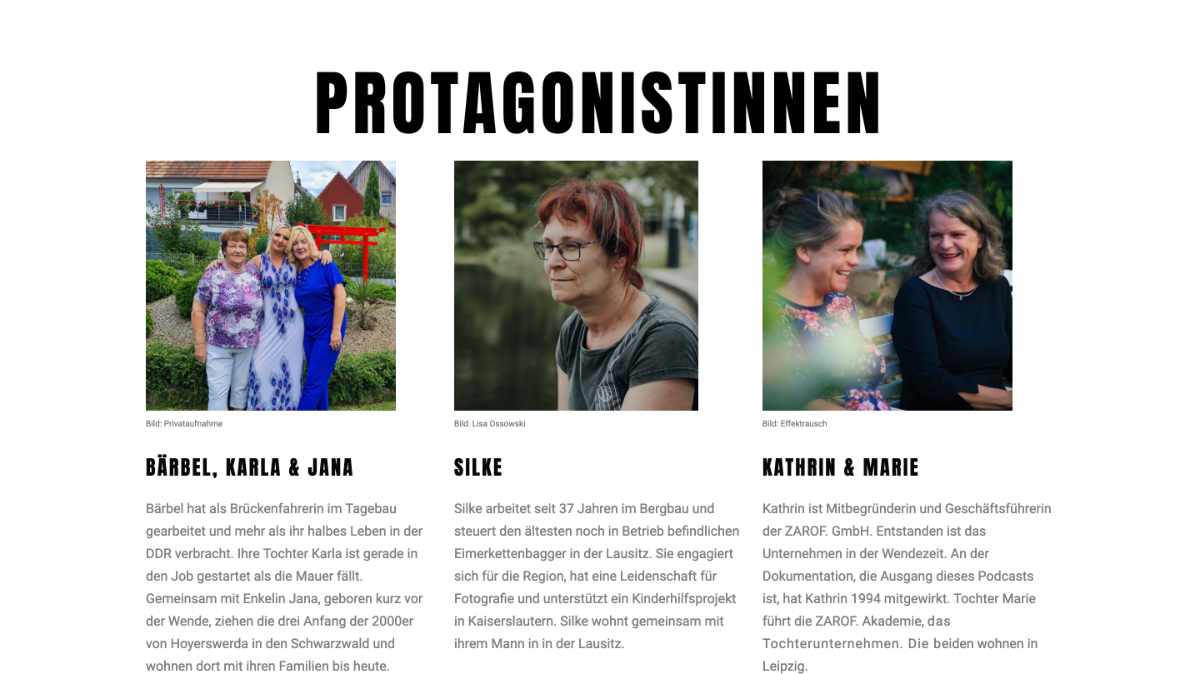 PROTAGONISTINNEN
Bild: Privataufnahme
BÄRBEL, KARLA & JANA
Bärbel hat als Brückenfahrerin im Tagebau
gearbeitet und mehr als ihr halbes Leben in der
DDR verbracht. Ihre Tochter Karla ist gerade in
den Job gestartet als die Mauer fällt.
Gemeinsam mit Enkelin Jana, geboren kurz vor
der Wende, ziehen die drei Anfang der 2000er
von Hoyerswerda in den Schwarzwald und
wohnen dort mit ihren Familien bis heute.
Bild: Lisa Ossowski
SILKE
Silke arbeitet seit 37 Jahren im Bergbau und
steuert den ältesten noch in Betrieb befindlichen
Eimerkettenbagger in der Lausitz. Sie engagiert
sich für die Region, hat eine Leidenschaft für
Fotografie und unterstützt ein Kinderhilfsprojekt
in Kaiserslautern. Silke wohnt gemeinsam mit
ihrem Mann in in der Lausitz.
Bild: Effektrausch
KATHRIN & MARIE
Kathrin ist Mitbegründerin und Geschäftsführerin
der ZAROF. GmbH. Entstanden ist das
Unternehmen in der Wendezeit. An der
Dokumentation, die Ausgang dieses Podcasts
ist, hat Kathrin 1994 mitgewirkt. Tochter Marie
führt die ZAROF. Akademie, das
Tochterunternehmen. Die beiden wohnen in
Leipzig.